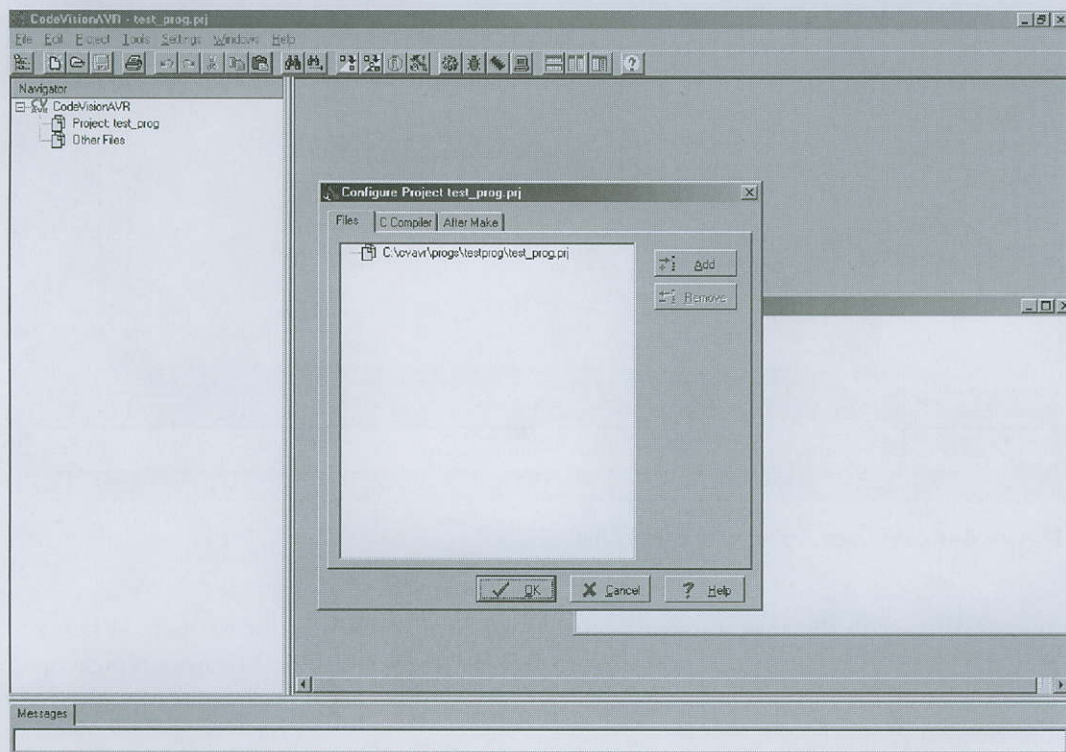 CodeVisionAVR - test_prog.prj
File Edit Project Tools Settings Windows Help
Navigator
CodeVisionAVR
Project: test_prog
Other Files
Configure Project test_prog.prj
Files C Compiler After Make
C:\cvavr\progs\testprog\test_prog.prj
Add
Remove
OK Cancel Help
Messages